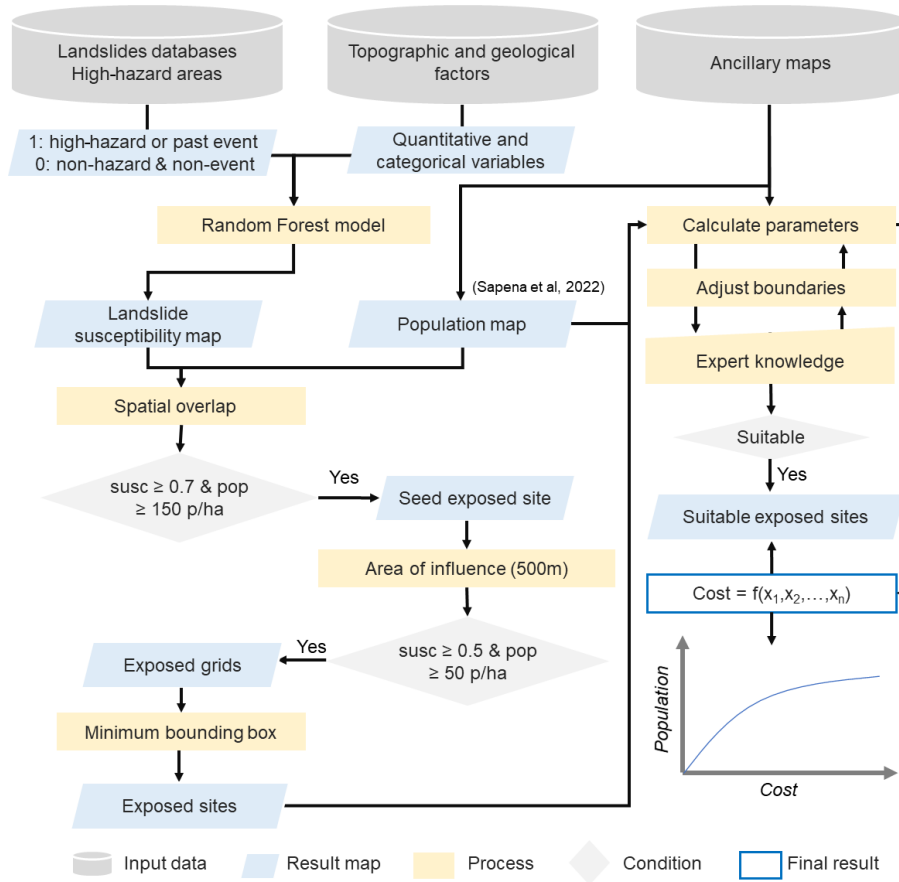 Landslides databases
High-hazard areas
Topographic and geological
factors
Ancillary maps
1: high-hazard or past event
0: non-hazard & non-event
Quantitative and
categorical variables
Random Forest model
Calculate parameters
(Sapena et al, 2022)
Adjust boundaries
Landslide
susceptibility map
Population map
Expert knowledge
Spatial overlap
Suitable
susc ≥ 0.7 & pop
≥ 150 p/ha
Yes
Seed exposed site
Yes
Suitable exposed sites
Area of influence (500m)
Cost = f(x₁,x₂,…,xₙ)
susc ≥ 0.5 & pop
≥ 50 p/ha
Yes
Exposed grids
Minimum bounding box
Exposed sites
Population
Cost
Input data
Result map
Process
Condition
Final result